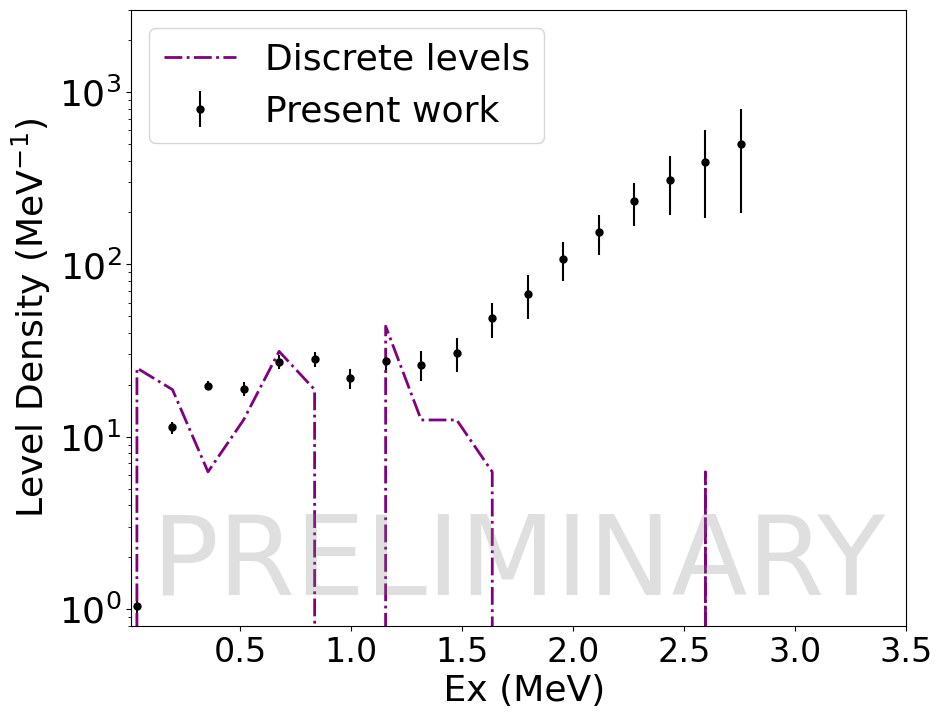 Discrete levels
Present work
Level Density (MeV⁻¹)
10³
10²
10¹
10⁰
PRELIMINARY
0.5 1.0 1.5 2.0 2.5 3.0 3.5
Ex (MeV)